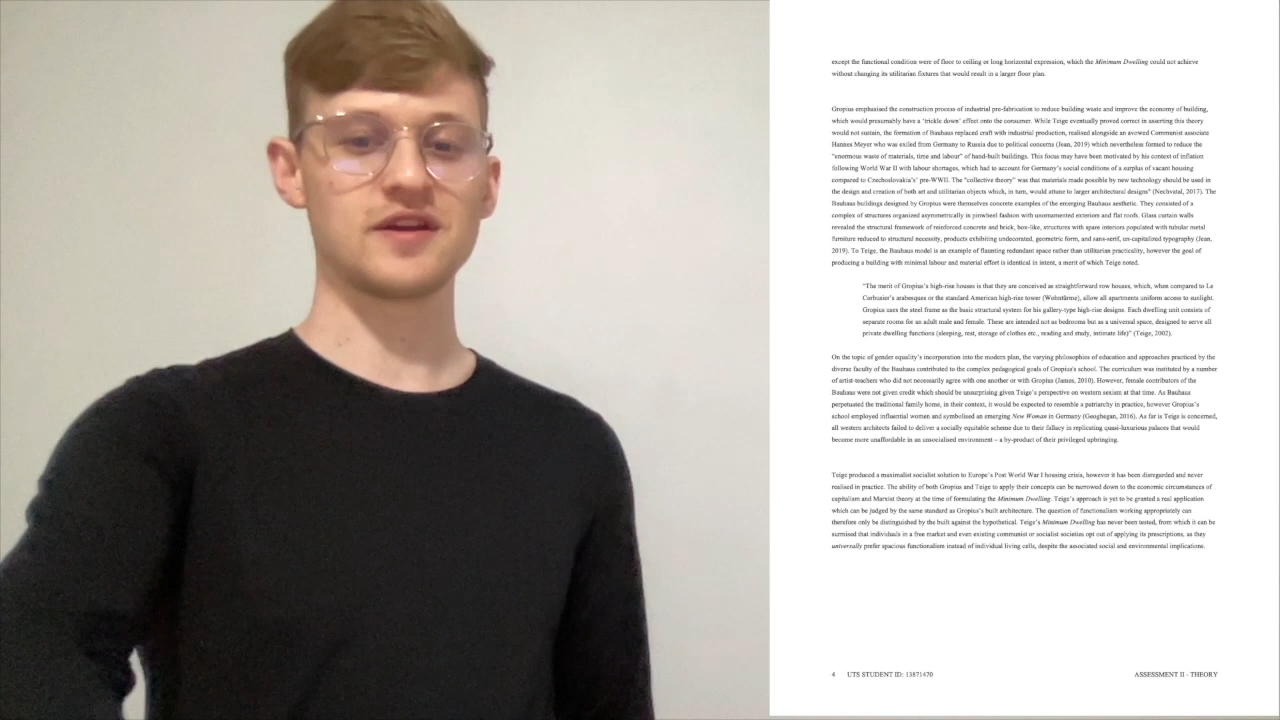 except the functional condition were of floor to ceiling or long horizontal expression, which the Minimum Dwelling could not achieve
without changing its utilitarian fixtures that would result in a larger floor plan.
Gropius emphasised the construction process of industrial pre-fabrication to reduce building waste and improve the economy of building,
which would presumably have a ‘trickle down’ effect onto the consumer. While Teige eventually proved correct in asserting this theory
would not sustain, the formation of Bauhaus replaced craft with industrial production, realised alongside an avowed Communist associate
Hannes Meyer who was exiled from Germany to Russia due to political concerns (Jean, 2019) which nevertheless formed to reduce the
“enormous waste of materials, time and labour” of hand-built buildings. This focus may have been motivated by his context of inflation
following World War II with labour shortages, which had to account for Germany’s social conditions of a surplus of vacant housing
compared to Czechoslovakia’s’ pre-WWII. The “collective theory” was that materials made possible by new technology should be used in
the design and creation of both art and utilitarian objects which, in turn, would attune to larger architectural designs” (Nechvatal, 2017). The
Bauhaus buildings designed by Gropius were themselves concrete examples of the emerging Bauhaus aesthetic. They consisted of a
complex of structures organized asymmetrically in pinwheel fashion with unornamented exteriors and flat roofs. Glass curtain walls
revealed the structural framework of reinforced concrete and brick, box-like, structures with spare interiors populated with tubular metal
furniture reduced to structural necessity, products exhibiting undecorated, geometric form, and sans-serif, un-capitalized typography (Jean,
2019). To Teige, the Bauhaus model is an example of flaunting redundant space rather than utilitarian practicality, however the goal of
producing a building with minimal labour and material effort is identical in intent, a merit of which Teige noted.
“The merit of Gropius’s high-rise houses is that they are conceived as straightforward row houses, which, when compared to Le
Corbusier’s arabesques or the standard American high-rise tower (Wohntürme), allow all apartments uniform access to sunlight.
Gropius uses the steel frame as the basic structural system for his gallery-type high-rise designs. Each dwelling unit consists of
separate rooms for an adult male and female. These are intended not as bedrooms but as a universal space, designed to serve all
private dwelling functions (sleeping, rest, storage of clothes etc., reading and study, intimate life)” (Teige, 2002).
On the topic of gender equality’s incorporation into the modern plan, the varying philosophies of education and approaches practiced by the
diverse faculty of the Bauhaus contributed to the complex pedagogical goals of Gropius's school. The curriculum was instituted by a number
of artist-teachers who did not necessarily agree with one another or with Gropius (James, 2010). However, female contributors of the
Bauhaus were not given credit which should be unsurprising given Teige’s perspective on western sexism at that time. As Bauhaus
perpetuated the traditional family home, in their context, it would be expected to resemble a patriarchy in practice, however Gropius’s
school employed influential women and symbolised an emerging New Woman in Germany (Geoghegan, 2016). As far is Teige is concerned,
all western architects failed to deliver a socially equitable scheme due to their fallacy in replicating quasi-luxurious palaces that would
become more unaffordable in an unsocialised environment – a by-product of their privileged upbringing.
Teige produced a maximalist socialist solution to Europe’s Post World War I housing crisis, however it has been disregarded and never
realised in practice. The ability of both Gropius and Teige to apply their concepts can be narrowed down to the economic circumstances of
capitalism and Marxist theory at the time of formulating the Minimum Dwelling. Teige’s approach is yet to be granted a real application
which can be judged by the same standard as Gropius’s built architecture. The question of functionalism working appropriately can
therefore only be distinguished by the built against the hypothetical. Teige’s Minimum Dwelling has never been tested, from which it can be
surmised that individuals in a free market and even existing communist or socialist societies opt out of applying its prescriptions, as they
universally prefer spacious functionalism instead of individual living cells, despite the associated social and environmental implications.
4 UTS STUDENT ID: 13871470
ASSESSMENT II - THEORY